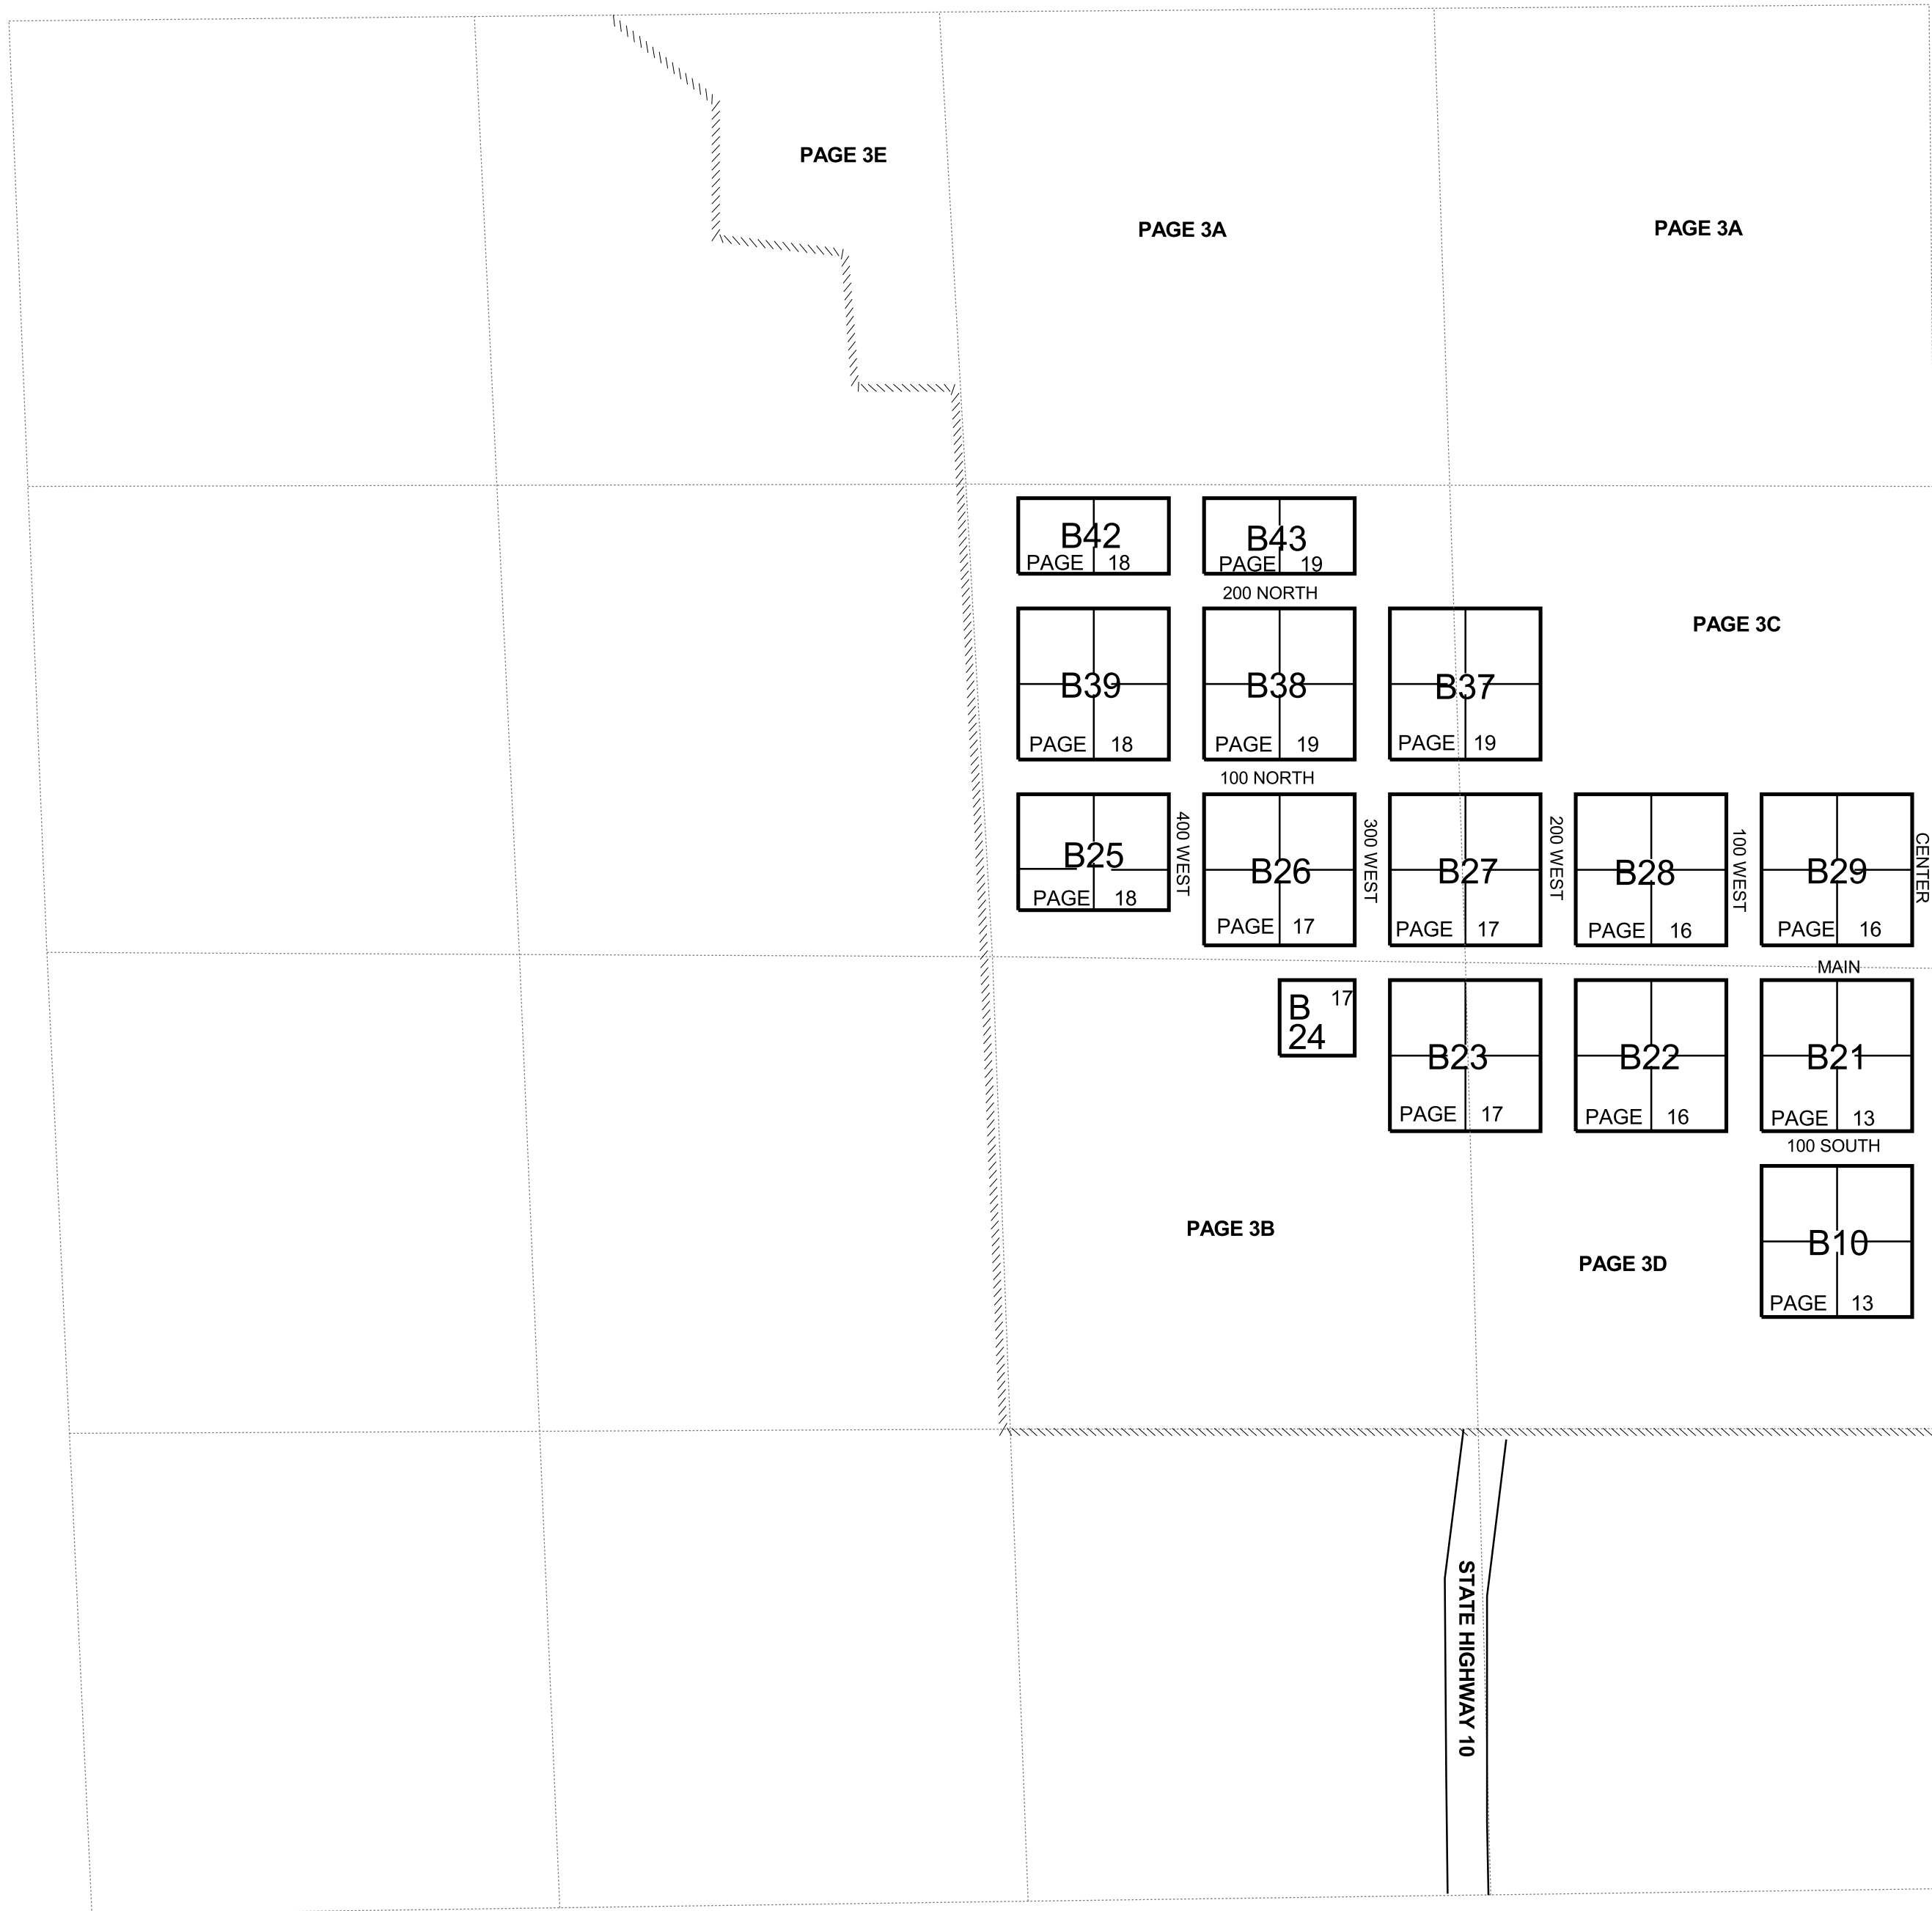 PAGE 3E
PAGE 3A
PAGE 3A
B42
PAGE 18
B43
PAGE 19
200 NORTH
PAGE 3C
B39
PAGE 18
B38
PAGE 19
B37
PAGE 19
100 NORTH
B25
PAGE 18
400 WEST
B26
PAGE 17
300 WEST
B27
PAGE 17
200 WEST
B28
PAGE 16
100 WEST
B29
PAGE 16
CENTER
MAIN
B 17
24
B23
PAGE 17
B22
PAGE 16
B21
PAGE 13
100 SOUTH
PAGE 3B
PAGE 3D
B10
PAGE 13
STATE HIGHWAY 10